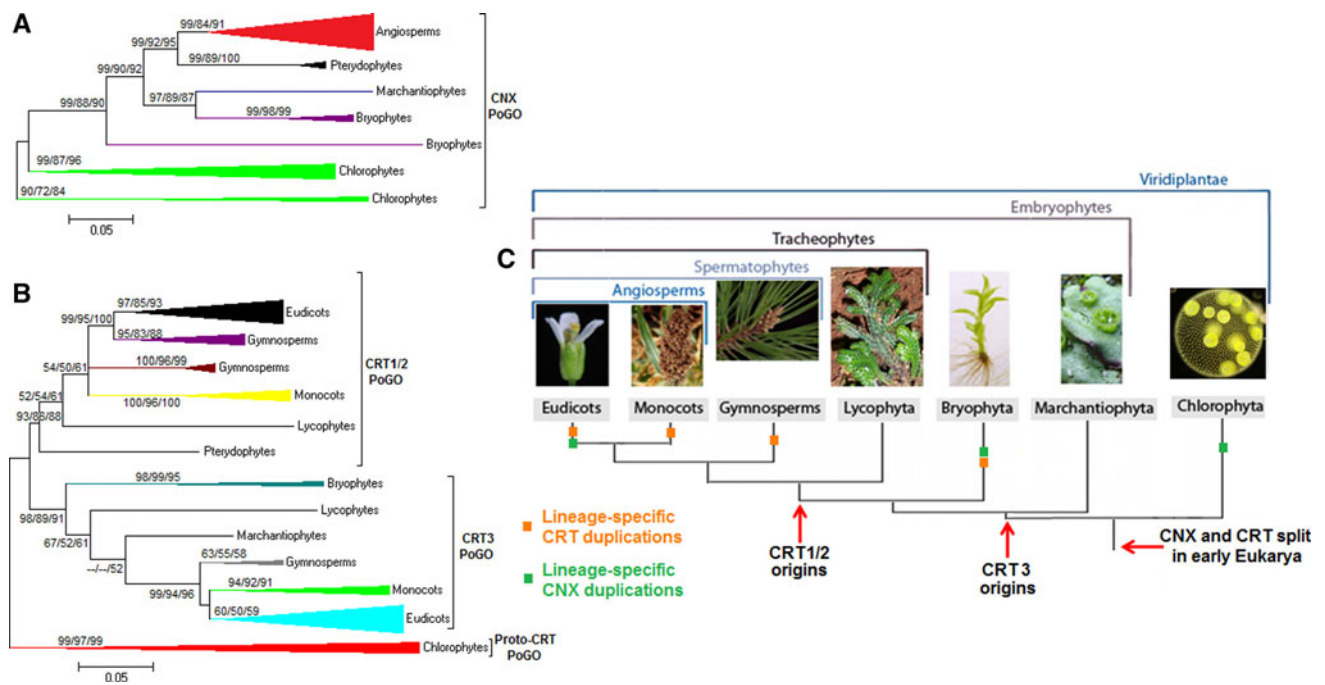 A
99/84/91
Angiosperms
99/92/95
99/89/100
Pterydophytes
99/90/92
Marchantiophytes
97/89/87
CNX
PoGO
99/88/90
99/98/99
Bryophytes
Bryophytes
99/87/96
Chlorophytes
90/72/84
Chlorophytes
0.05
B
97/85/93
Eudicots
99/95/100
95/83/88
Gymnosperms
CRT1/2
PoGO
100/96/99
Gymnosperms
54/50/61
Monocots
100/96/100
52/54/61
93/86/88
Lycophytes
Pterydophytes
98/99/95
Bryophytes
98/89/91
Lycophytes
67/52/61
Marchantiophytes
CRT3
PoGO
--/--/52
63/55/58
Gymnosperms
94/92/91
Monocots
99/94/96
60/50/59
Eudicots
99/97/99
Chlorophytes
Proto-CRT
PoGO
0.05
C
Viridiplantae
Embryophytes
Tracheophytes
Spermatophytes
Angiosperms
Eudicots
Monocots
Gymnosperms
Lycophyta
Bryophyta
Marchantiophyta
Chlorophyta
Lineage-specific
CRT duplications
Lineage-specific
CNX duplications
CRT1/2
origins
CRT3
origins
CNX and CRT split
in early Eukarya